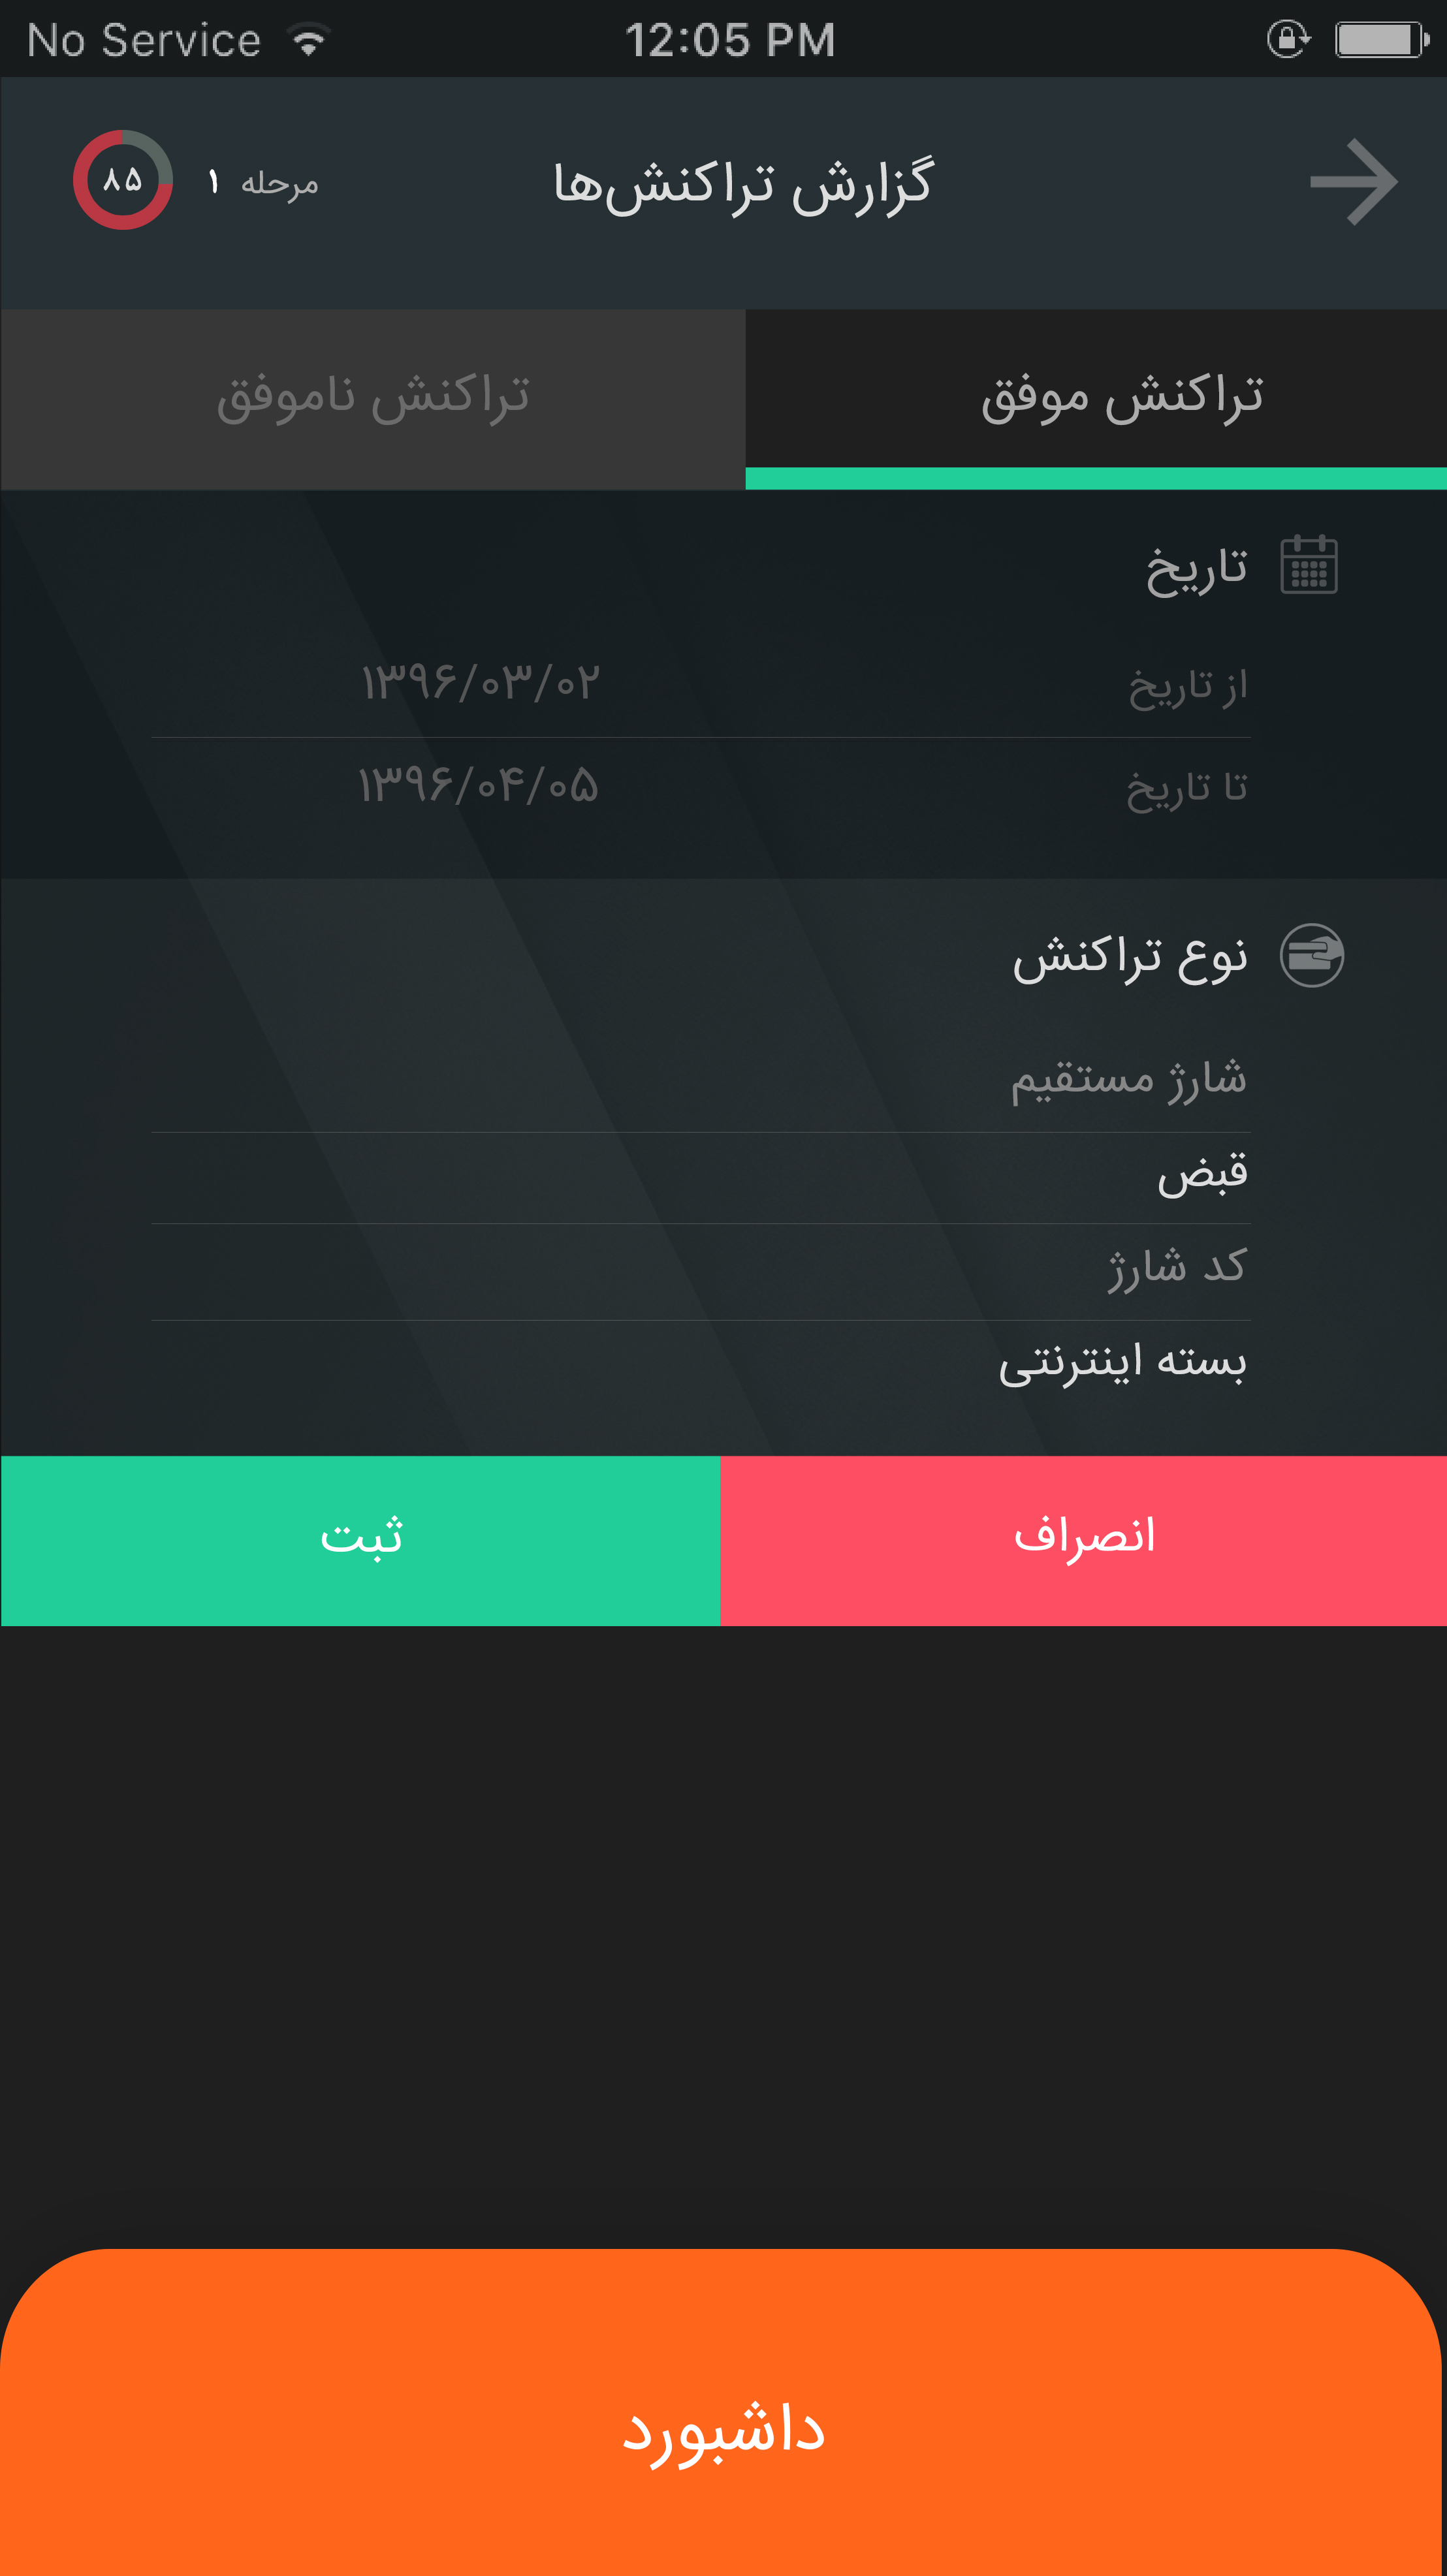 No Service 12:05 PM
گزارش تراکنش‌ها مرحله ۱ ۸۵
تراکنش موفق تراکنش ناموفق
تاریخ
از تاریخ ۱۳۹۶/۰۳/۰۲
تا تاریخ ۱۳۹۶/۰۴/۰۵
نوع تراکنش
شارژ مستقیم
قبض
کد شارژ
بسته اینترنتی
انصراف ثبت
داشبورد